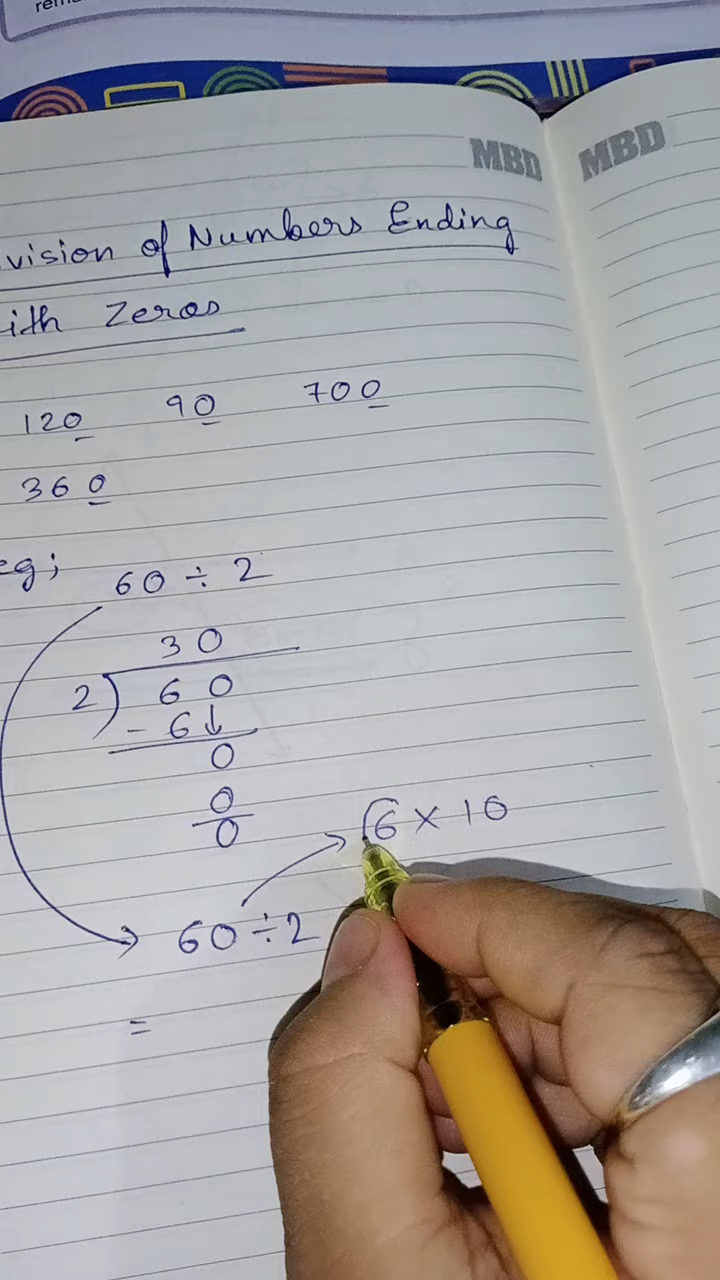 MBD MBD
vision of Numbers Ending
ith Zeros
120 90 700
360
eg;
60 ÷ 2
30
2) 60
- 6↓
0
0
0
6 × 10
60 ÷ 2
=